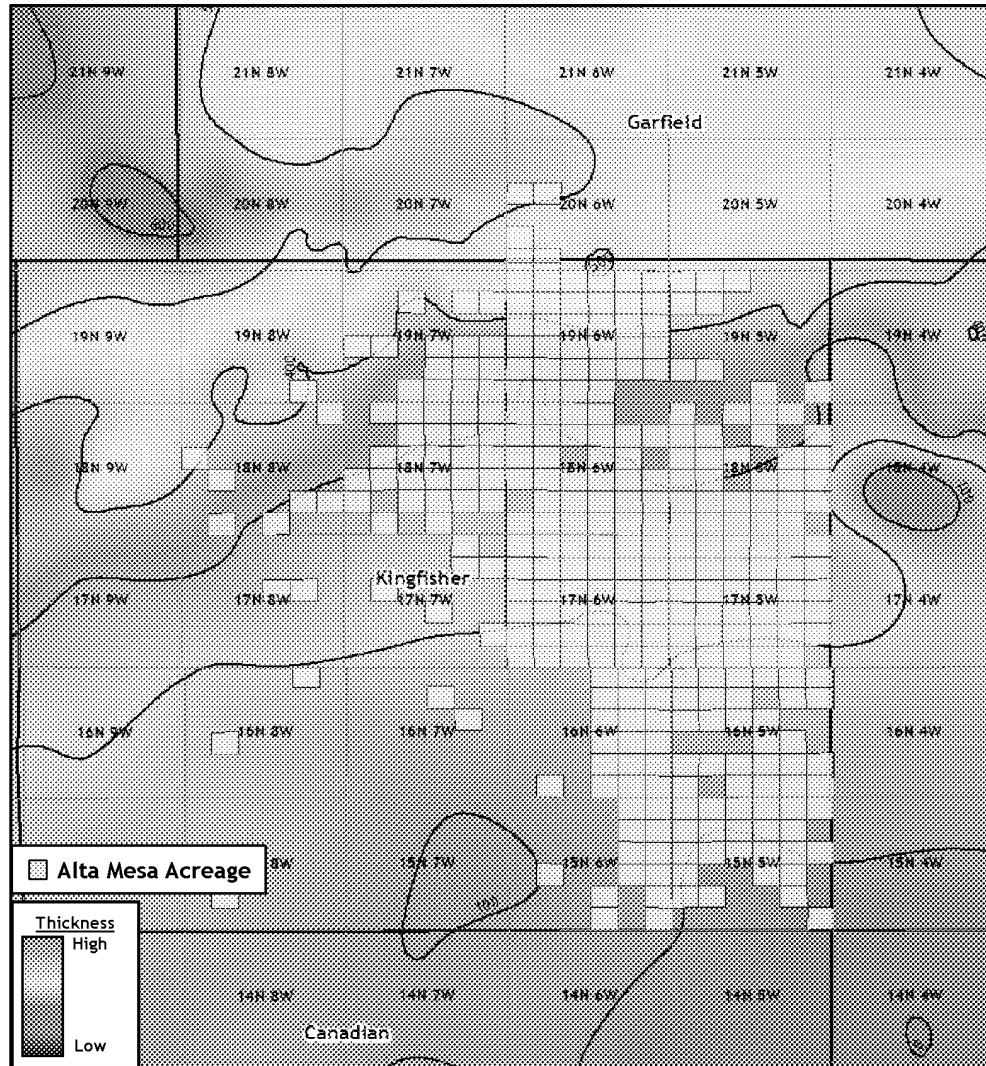 21N 9W 21N 8W 21N 7W 21N 6W 21N 5W 21N 4W
Garfield
20N 9W 20N 8W 20N 7W 20N 6W 20N 5W 20N 4W
19N 9W 19N 8W 19N 7W 19N 6W 19N 5W 19N 4W
400
18N 9W 18N 8W 18N 7W 18N 6W 18N 5W 18N 4W
Kingfisher
17N 9W 17N 8W 17N 7W 17N 6W 17N 5W 17N 4W
16N 9W 16N 7W 16N 6W 16N 5W 16N 4W
Alta Mesa Acreage
8W 15N 7W 15N 6W 15N 5W 15N 4W
Thickness
High
Low
14N 8W 14N 7W 14N 6W 14N 5W 14N 4W
Canadian